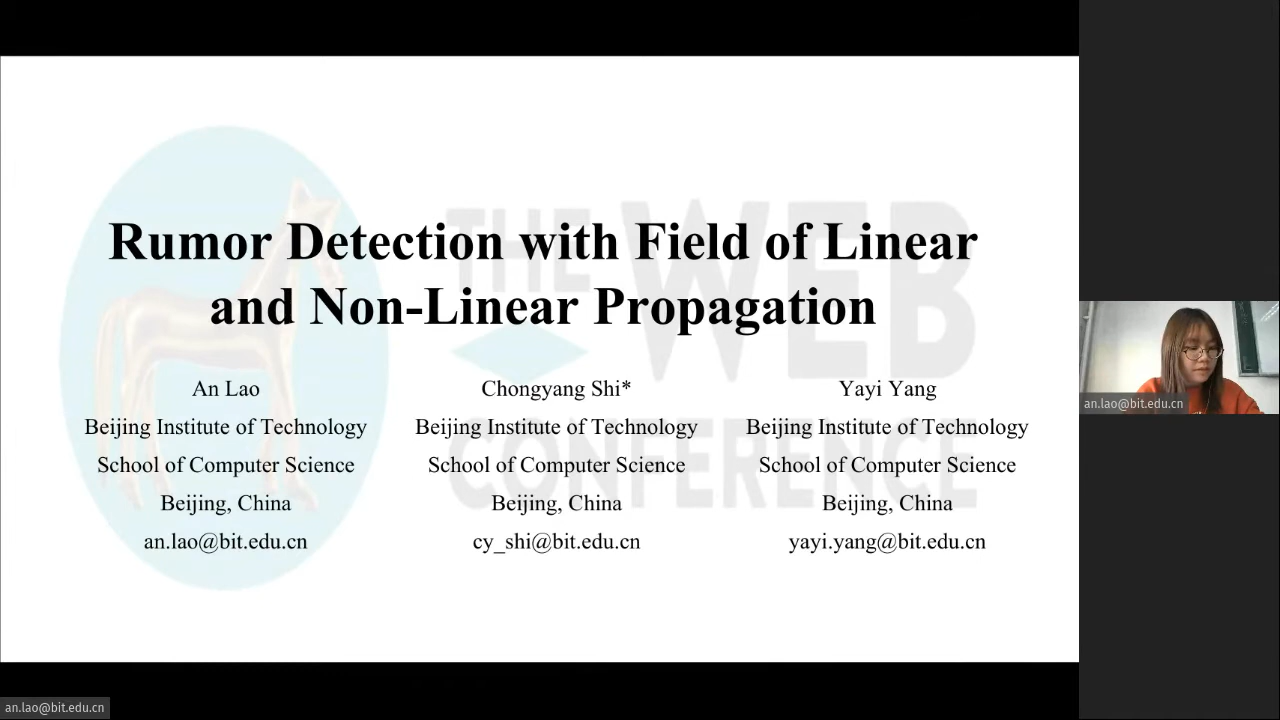 THE WEB
CONFERENCE
Rumor Detection with Field of Linear
and Non-Linear Propagation
An Lao
Beijing Institute of Technology
School of Computer Science
Beijing, China
an.lao@bit.edu.cn
Chongyang Shi*
Beijing Institute of Technology
School of Computer Science
Beijing, China
cy_shi@bit.edu.cn
Yayi Yang
Beijing Institute of Technology
School of Computer Science
Beijing, China
yayi.yang@bit.edu.cn
an.lao@bit.edu.cn
an.lao@bit.edu.cn